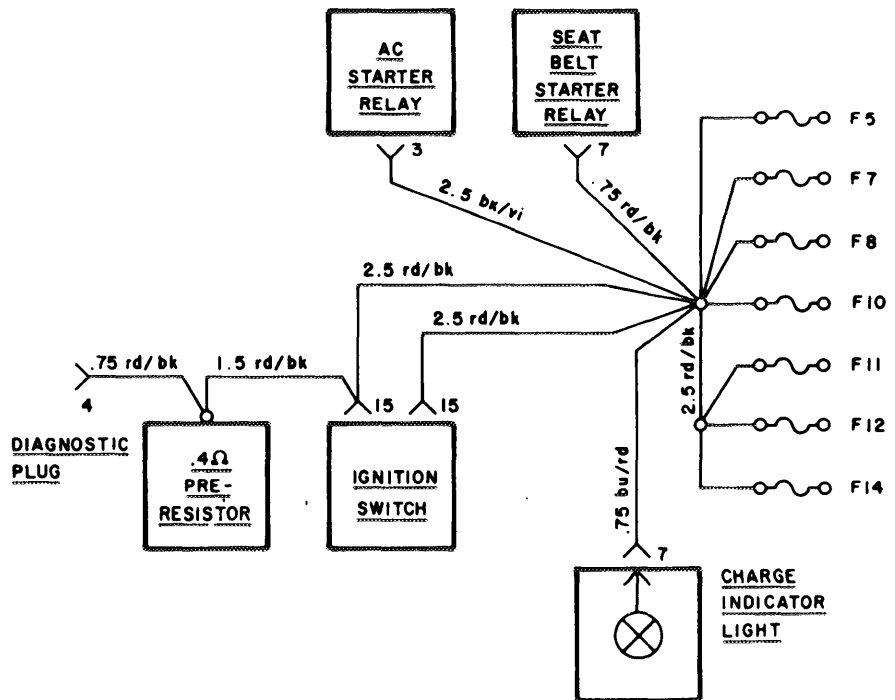 AC
STARTER
RELAY
SEAT
BELT
STARTER
RELAY
3
7
2.5 bk/vi
.75 rd/bk
F5
F7
F8
F10
F11
F12
F14
2.5 rd/bk
2.5 rd/bk
2.5 rd/bk
.75 rd/bk
1.5 rd/bk
4
15
15
DIAGNOSTIC
PLUG
.4Ω
PRE-
RESISTOR
IGNITION
SWITCH
.75 bu/rd
7
CHARGE
INDICATOR
LIGHT